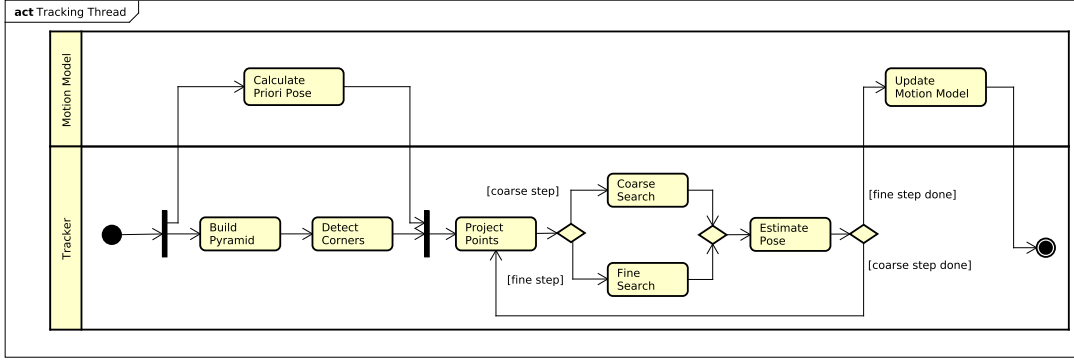 act Tracking Thread
Motion Model
Calculate
Priori Pose
Update
Motion Model
Tracker
Build
Pyramid
Detect
Corners
Project
Points
[coarse step]
[fine step]
Coarse
Search
Fine
Search
Estimate
Pose
[fine step done]
[coarse step done]